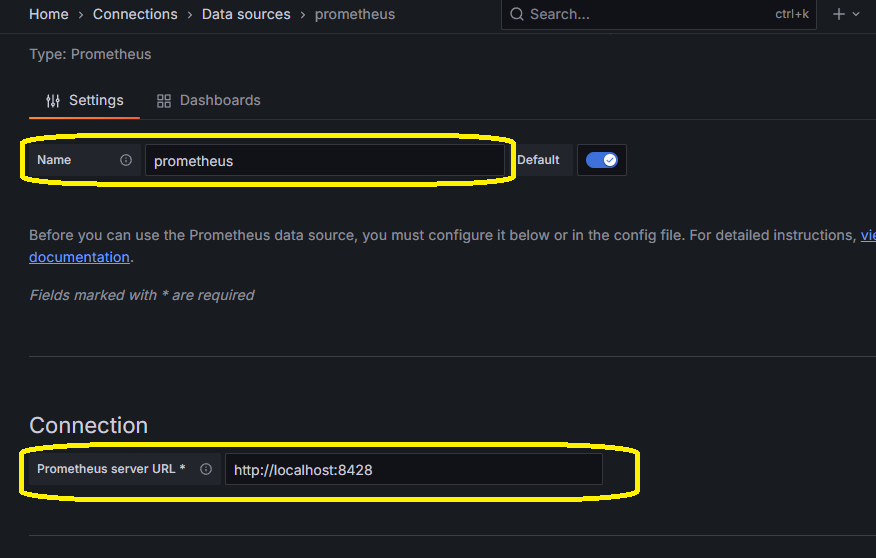 Home › Connections › Data sources › prometheus Search... ctrl+k
Type: Prometheus
Settings Dashboards
Name prometheus Default
Before you can use the Prometheus data source, you must configure it below or in the config file. For detailed instructions, vie
documentation.
Fields marked with * are required
Connection
Prometheus server URL * http://localhost:8428